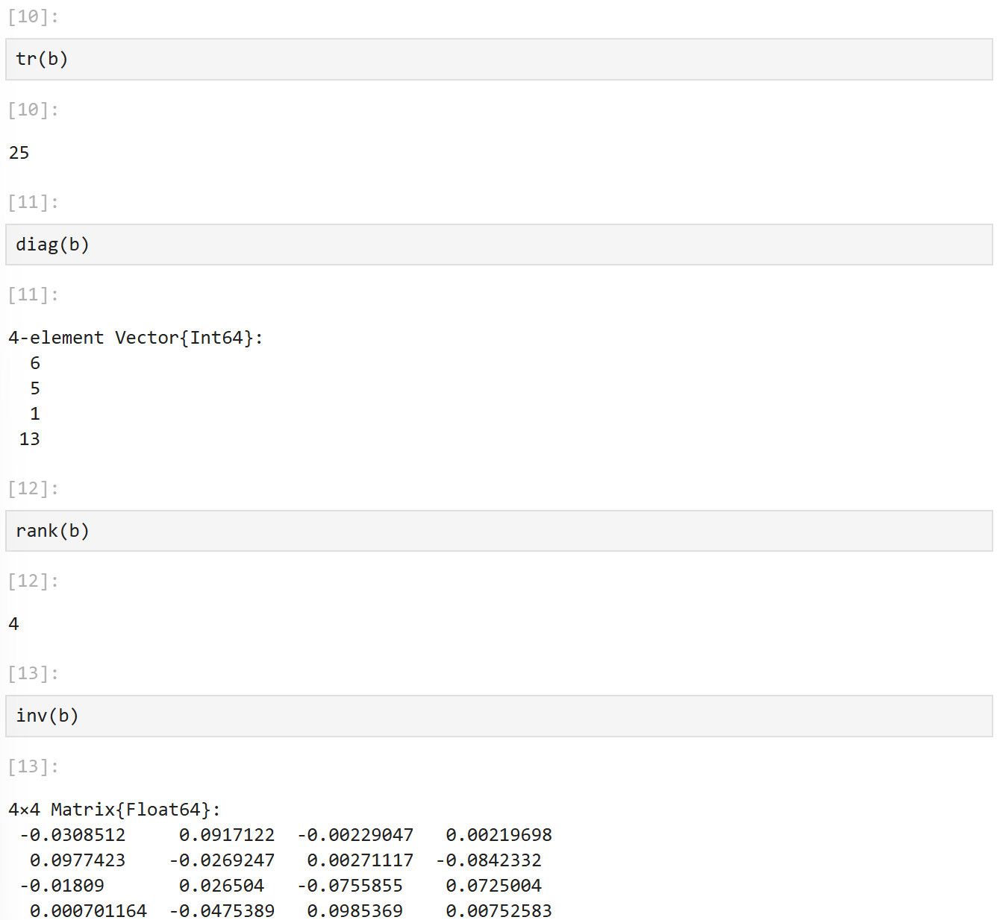 [10]:
tr(b)
[10]:
25
[11]:
diag(b)
[11]:
4-element Vector{Int64}:
6
5
1
13
[12]:
rank(b)
[12]:
4
[13]:
inv(b)
[13]:
4×4 Matrix{Float64}:
-0.0308512 0.0917122 -0.00229047 0.00219698
0.0977423 -0.0269247 0.00271117 -0.0842332
-0.01809 0.026504 -0.0755855 0.0725004
0.000701164 -0.0475389 0.0985369 0.00752583